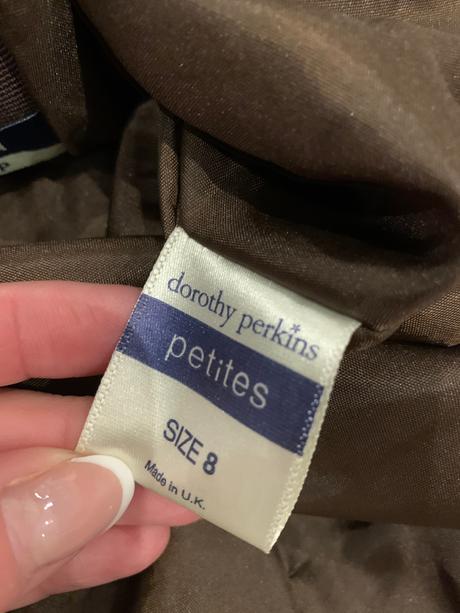 dorothy perkins
petites
SIZE 8
Made in U.K.